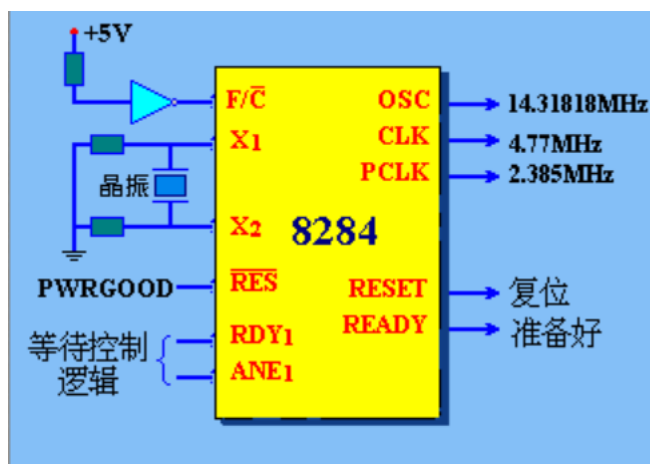 +5V
F/C̅
OSC
14.31818MHz
X1
CLK
4.77MHz
晶振
PCLK
2.385MHz
X2
8284
PWRGOOD
R̅E̅S̅
RESET
复位
等待控制
逻辑
RDY1
READY
准备好
ANE1